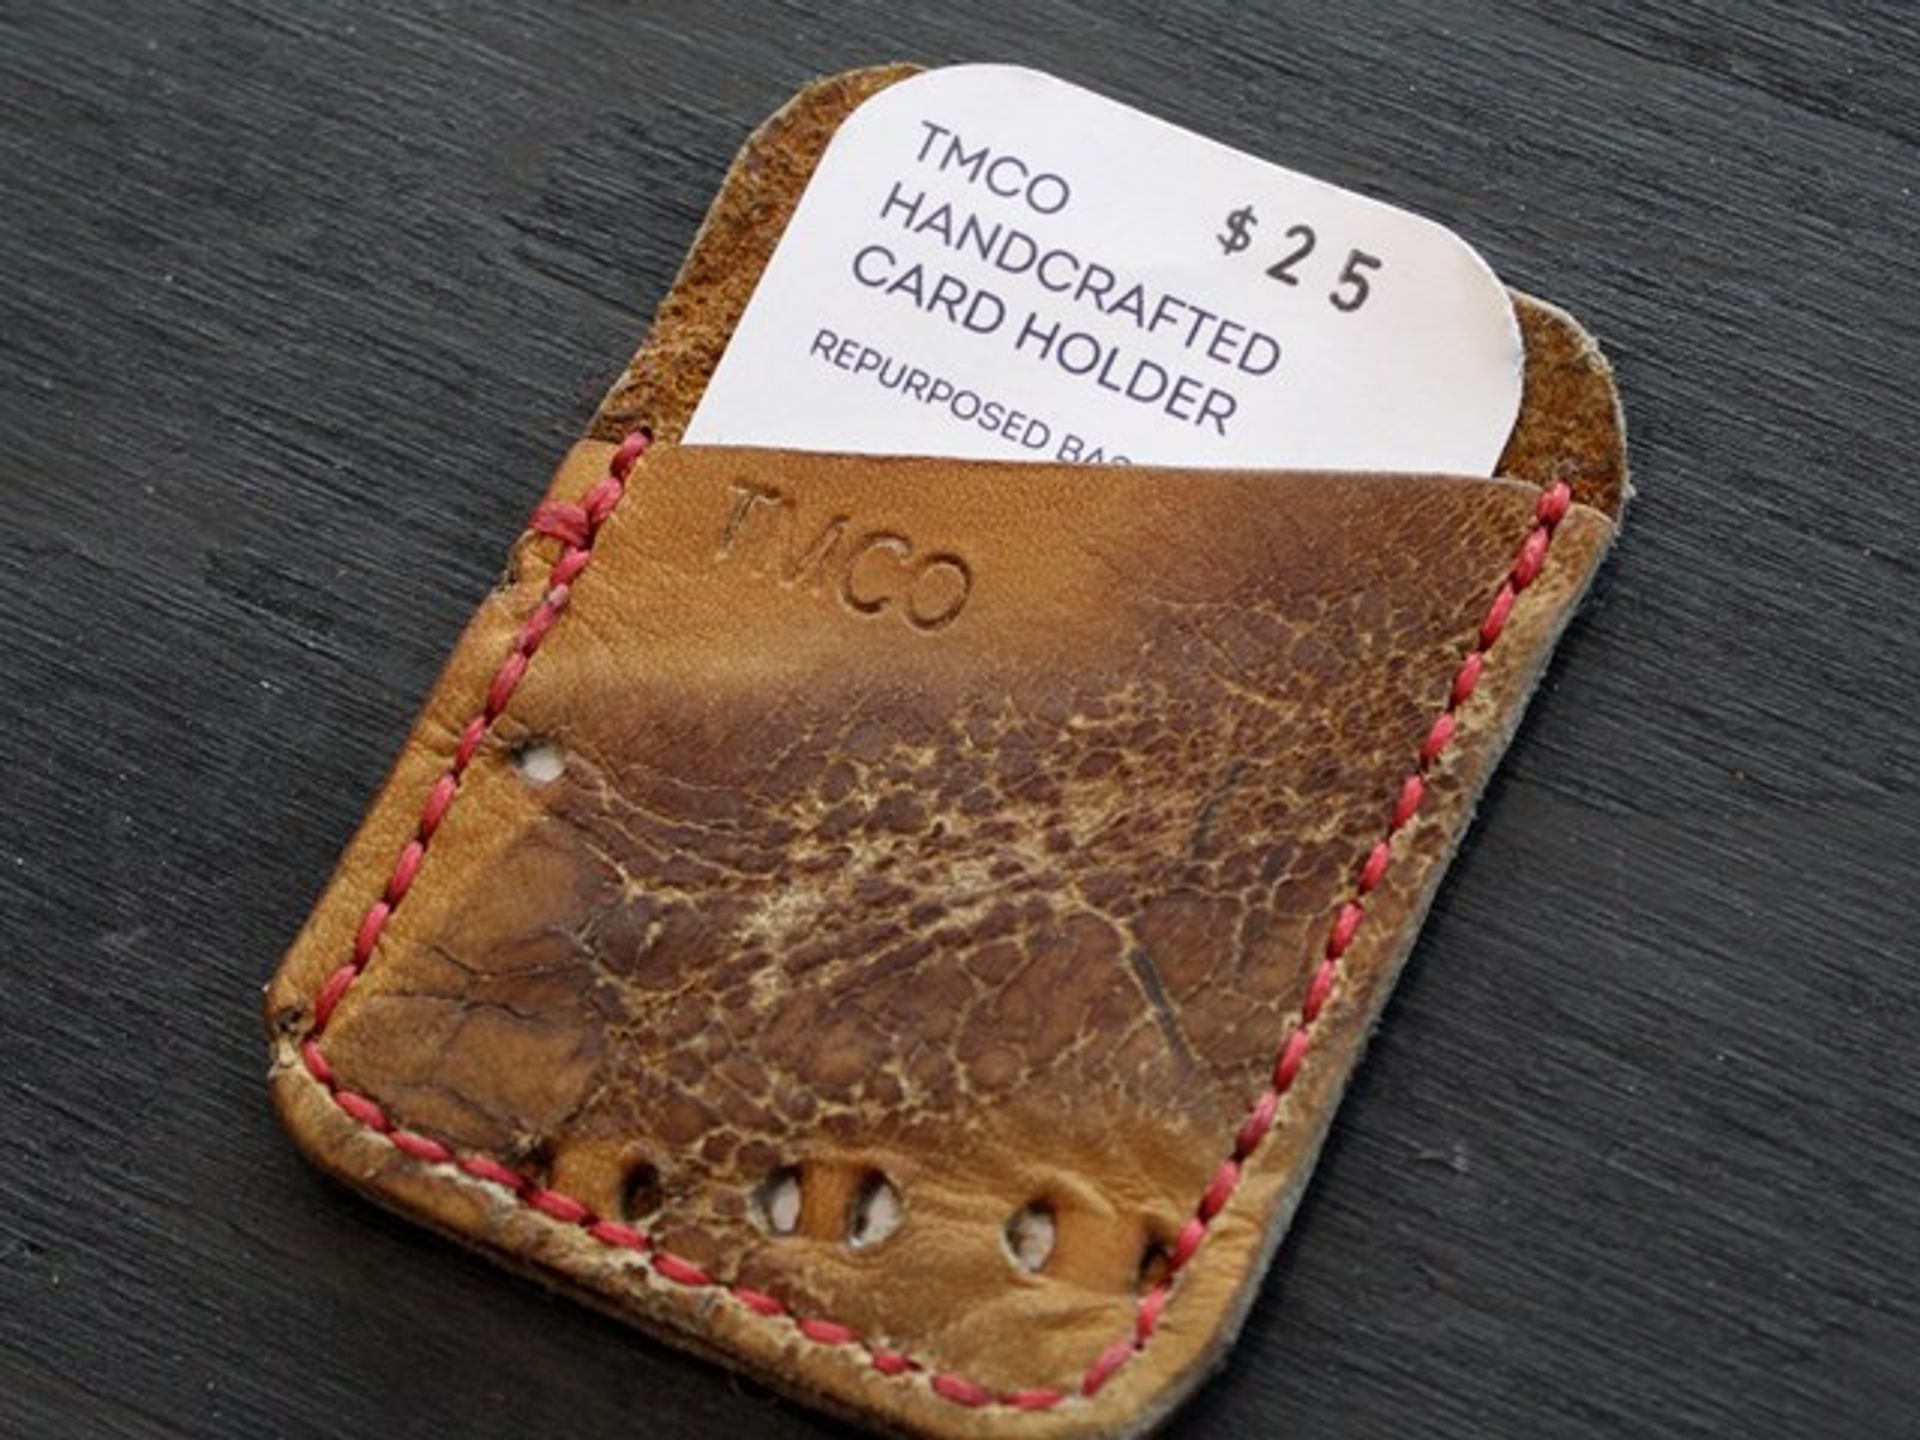 TMCO
$25
HANDCRAFTED
CARD HOLDER
REPURPOSED
TMCO